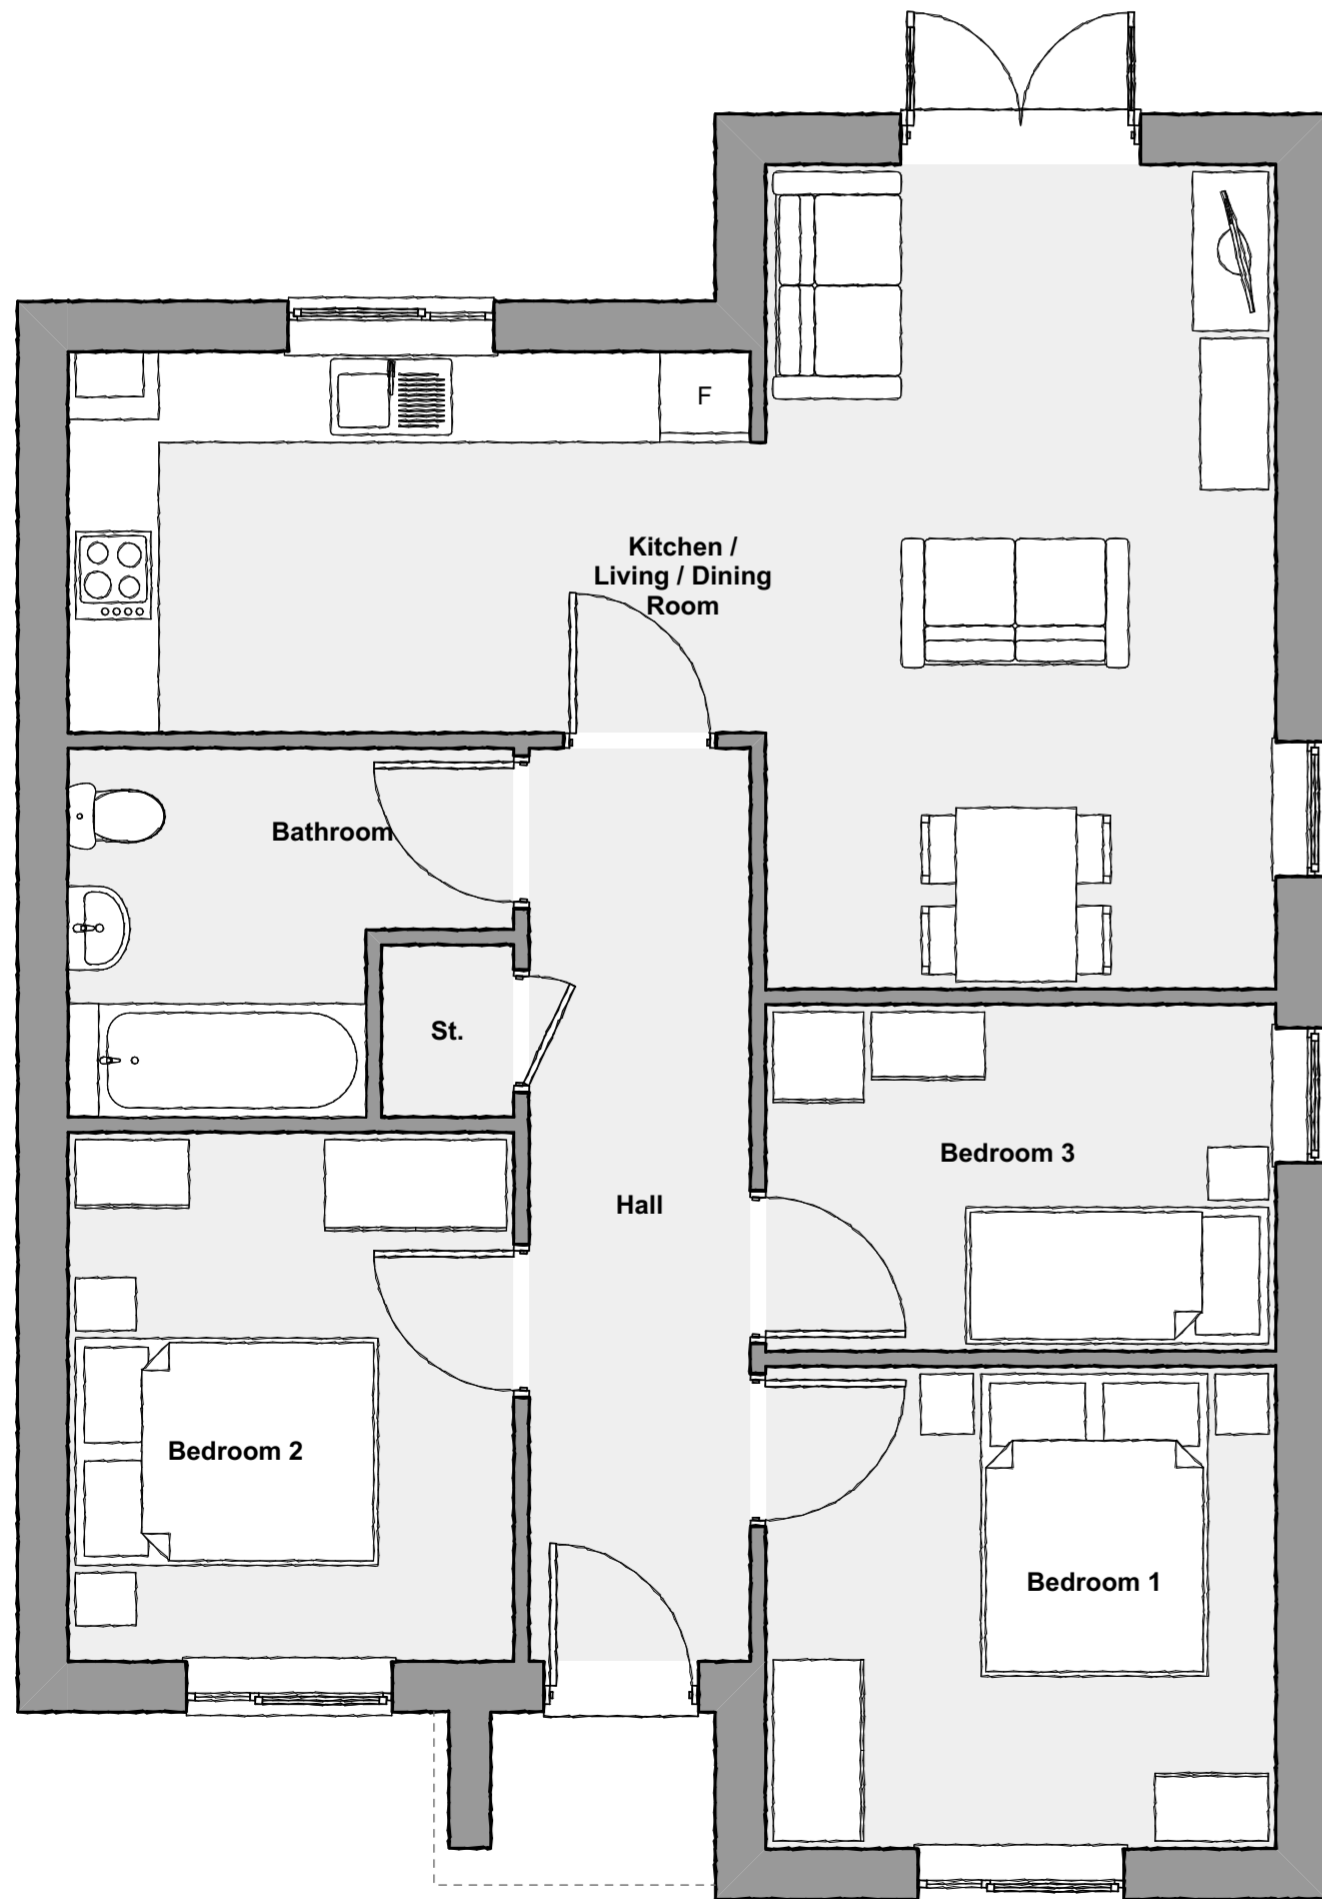 F
Kitchen /
Living / Dining
Room
Bathroom
St.
Bedroom 3
Hall
Bedroom 2
Bedroom 1